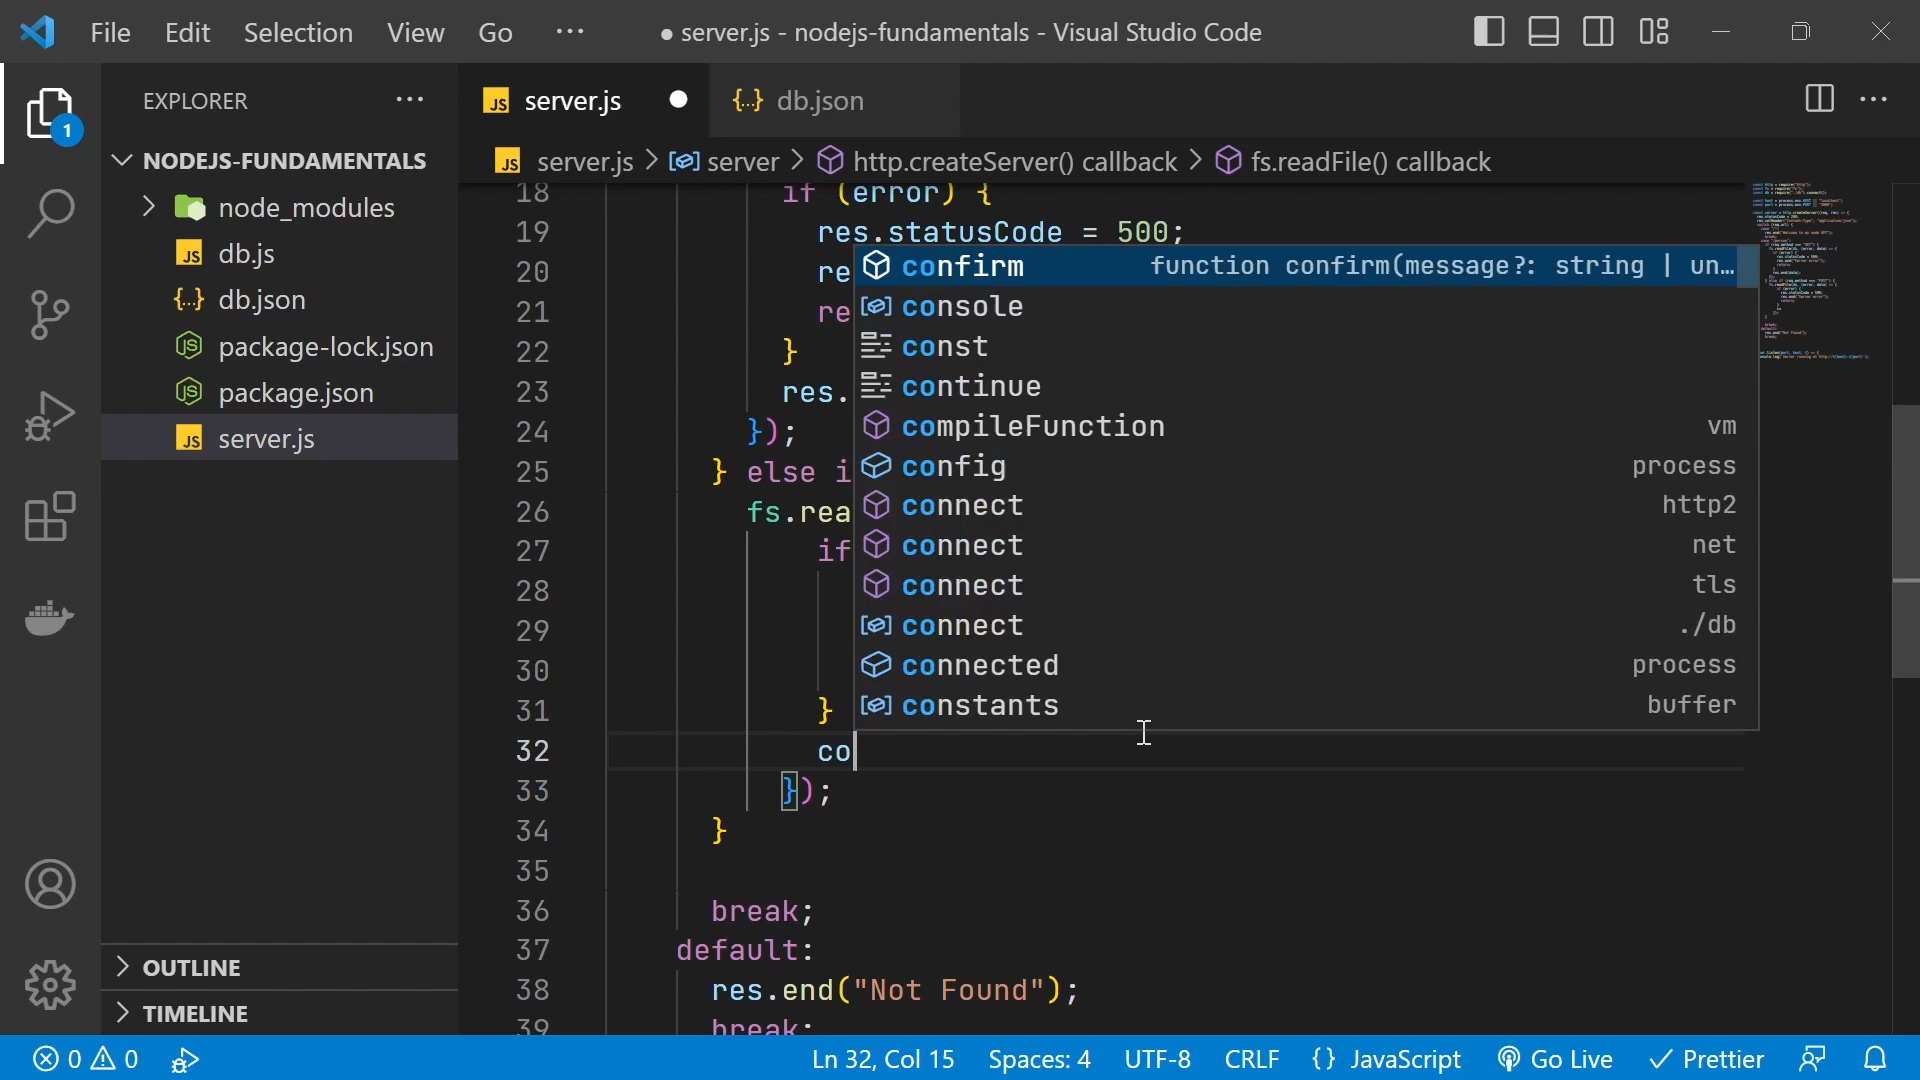 File Edit Selection View Go ··· ● server.js - nodejs-fundamentals - Visual Studio Code
EXPLORER ···
JS server.js ● {..} db.json ···
1
JS server.js > server > http.createServer() callback > fs.readFile() callback
NODEJS-FUNDAMENTALS
node_modules
JS db.js
{..} db.json
package-lock.json
package.json
JS server.js
18 if (error) {
19 res.statusCode = 500;
20 re
21 re
22 }
23 res.
24 });
25 } else i
26 fs.rea
27 if
28
29
30
31 }
32 co
33 });
34 }
35
36 break;
37 default:
38 res.end("Not Found");
39 break;
confirm function confirm(message?: string | un…
console
const
continue
compileFunction vm
config process
connect http2
connect net
connect tls
connect ./db
connected process
constants buffer
OUTLINE
TIMELINE
0 0 Ln 32, Col 15 Spaces: 4 UTF-8 CRLF {} JavaScript Go Live Prettier